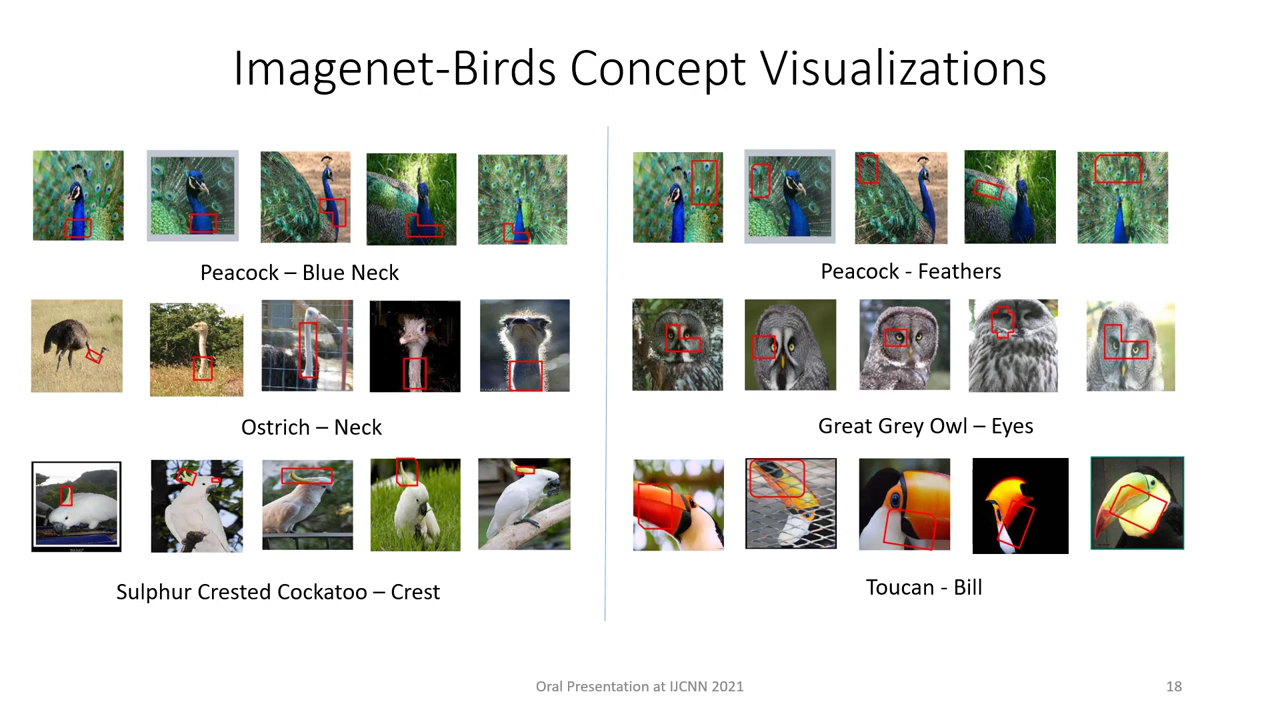 Imagenet-Birds Concept Visualizations
Peacock – Blue Neck
Ostrich – Neck
Sulphur Crested Cockatoo – Crest
Peacock - Feathers
Great Grey Owl – Eyes
Toucan - Bill
Oral Presentation at IJCNN 2021
18